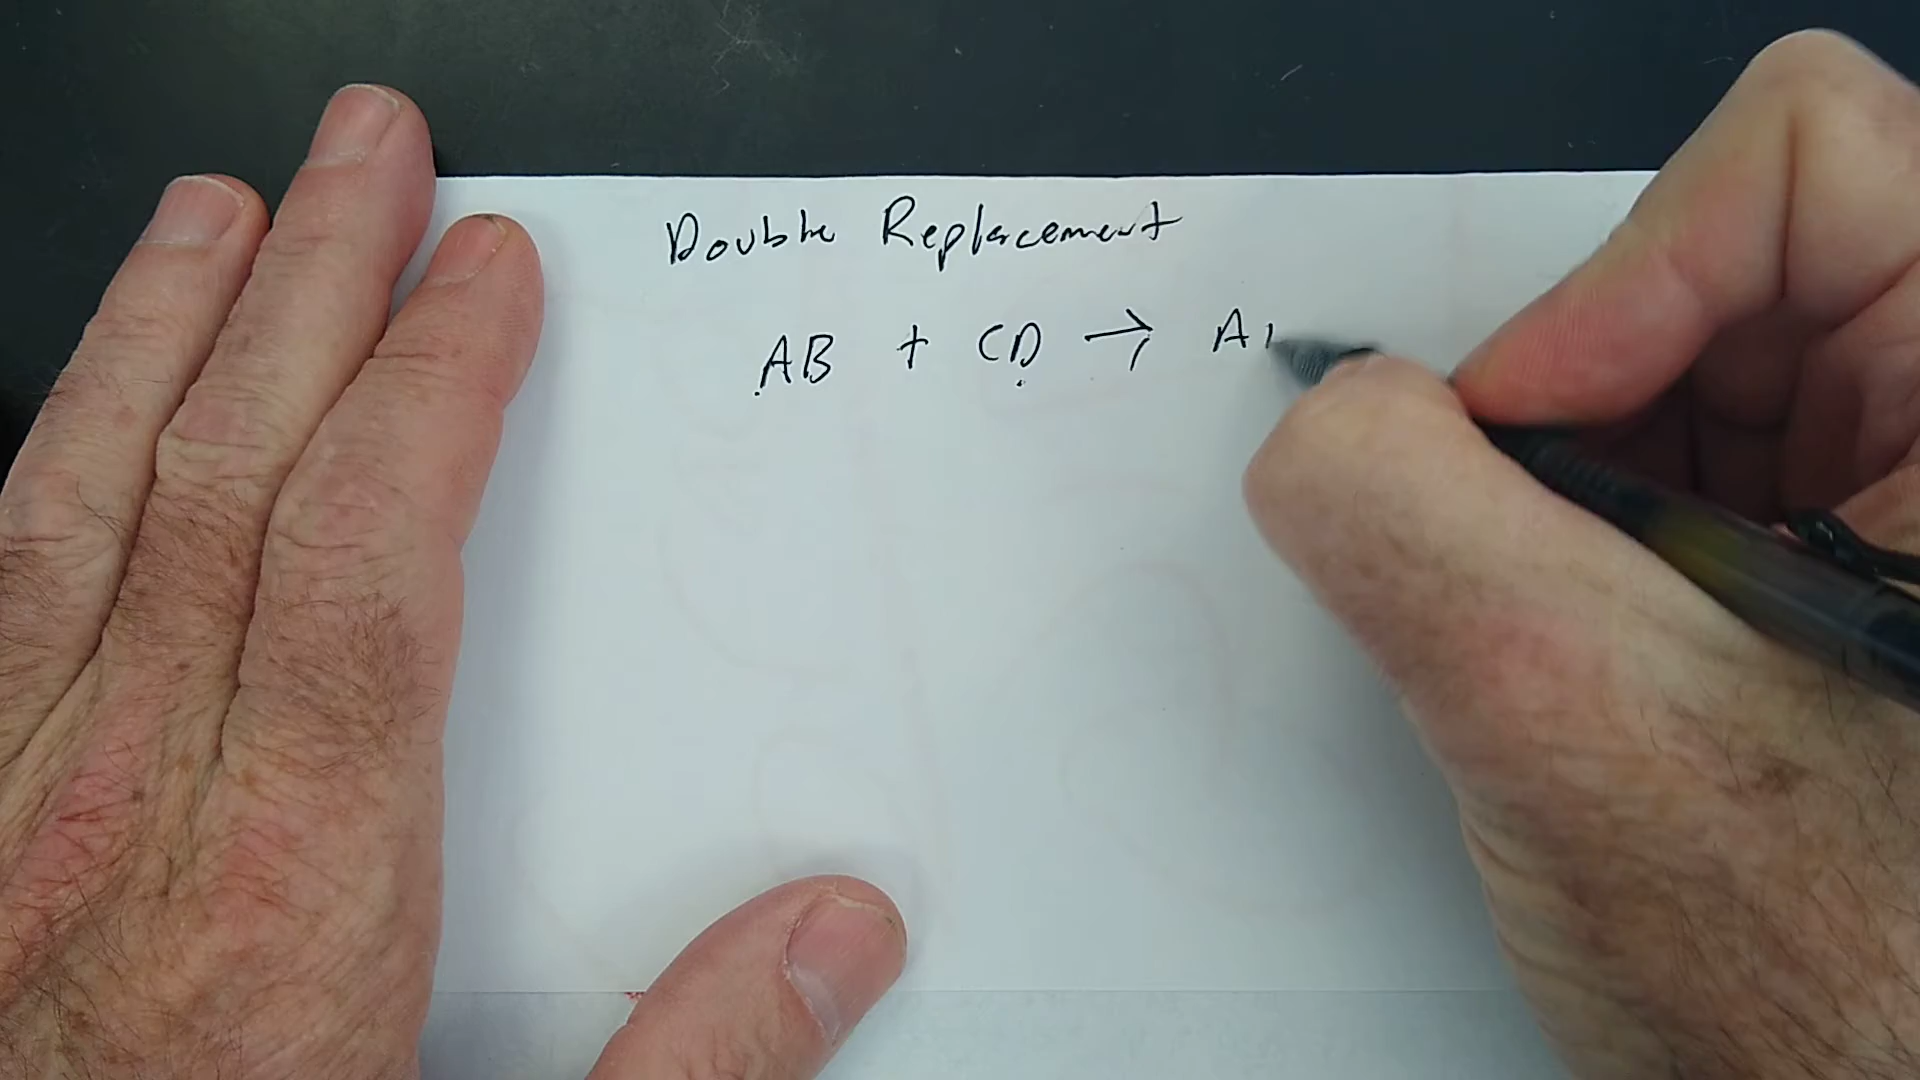 Double Replacement
AB + CD → A